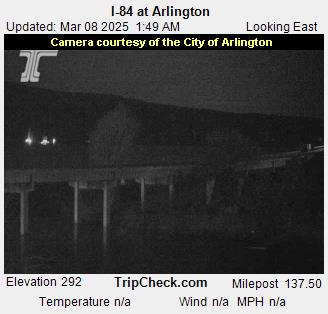 I-84 at Arlington
Updated: Mar 08 2025 1:49 AM Looking East
Camera courtesy of the City of Arlington
Elevation 292 TripCheck.com Milepost 137.50
Temperature n/a Wind n/a MPH n/a